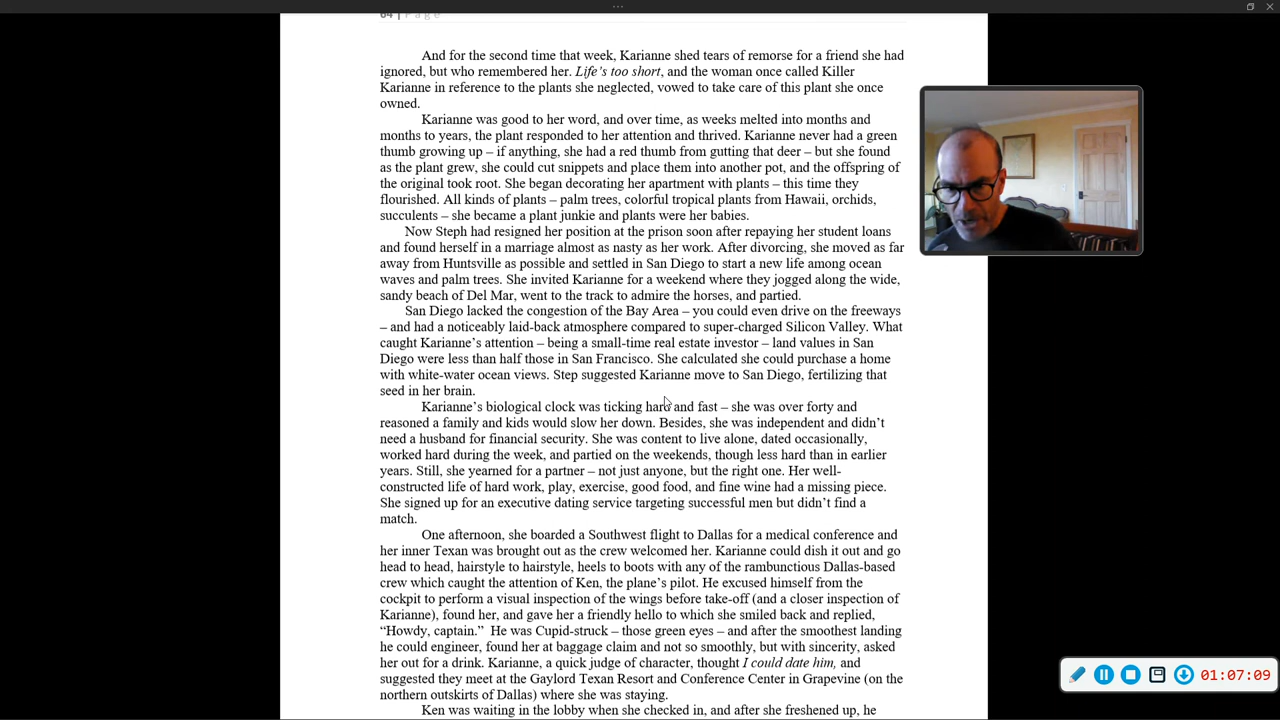 64 | Page
And for the second time that week, Karianne shed tears of remorse for a friend she had
ignored, but who remembered her. Life’s too short, and the woman once called Killer
Karianne in reference to the plants she neglected, vowed to take care of this plant she once
owned.
Karianne was good to her word, and over time, as weeks melted into months and
months to years, the plant responded to her attention and thrived. Karianne never had a green
thumb growing up – if anything, she had a red thumb from gutting that deer – but she found
as the plant grew, she could cut snippets and place them into another pot, and the offspring of
the original took root. She began decorating her apartment with plants – this time they
flourished. All kinds of plants – palm trees, colorful tropical plants from Hawaii, orchids,
succulents – she became a plant junkie and plants were her babies.
Now Steph had resigned her position at the prison soon after repaying her student loans
and found herself in a marriage almost as nasty as her work. After divorcing, she moved as far
away from Huntsville as possible and settled in San Diego to start a new life among ocean
waves and palm trees. She invited Karianne for a weekend where they jogged along the wide,
sandy beach of Del Mar, went to the track to admire the horses, and partied.
San Diego lacked the congestion of the Bay Area – you could even drive on the freeways
– and had a noticeably laid-back atmosphere compared to super-charged Silicon Valley. What
caught Karianne’s attention – being a small-time real estate investor – land values in San
Diego were less than half those in San Francisco. She calculated she could purchase a home
with white-water ocean views. Step suggested Karianne move to San Diego, fertilizing that
seed in her brain.
Karianne’s biological clock was ticking hard and fast – she was over forty and
reasoned a family and kids would slow her down. Besides, she was independent and didn’t
need a husband for financial security. She was content to live alone, dated occasionally,
worked hard during the week, and partied on the weekends, though less hard than in earlier
years. Still, she yearned for a partner – not just anyone, but the right one. Her well-
constructed life of hard work, play, exercise, good food, and fine wine had a missing piece.
She signed up for an executive dating service targeting successful men but didn’t find a
match.
One afternoon, she boarded a Southwest flight to Dallas for a medical conference and
her inner Texan was brought out as the crew welcomed her. Karianne could dish it out and go
head to head, hairstyle to hairstyle, heels to boots with any of the rambunctious Dallas-based
crew which caught the attention of Ken, the plane’s pilot. He excused himself from the
cockpit to perform a visual inspection of the wings before take-off (and a closer inspection of
Karianne), found her, and gave her a friendly hello to which she smiled back and replied,
“Howdy, captain.”  He was Cupid-struck – those green eyes – and after the smoothest landing
he could engineer, found her at baggage claim and not so smoothly, but with sincerity, asked
her out for a drink. Karianne, a quick judge of character, thought I could date him, and
suggested they meet at the Gaylord Texan Resort and Conference Center in Grapevine (on the
northern outskirts of Dallas) where she was staying.
Ken was waiting in the lobby when she checked in, and after she freshened up, he
01:07:09